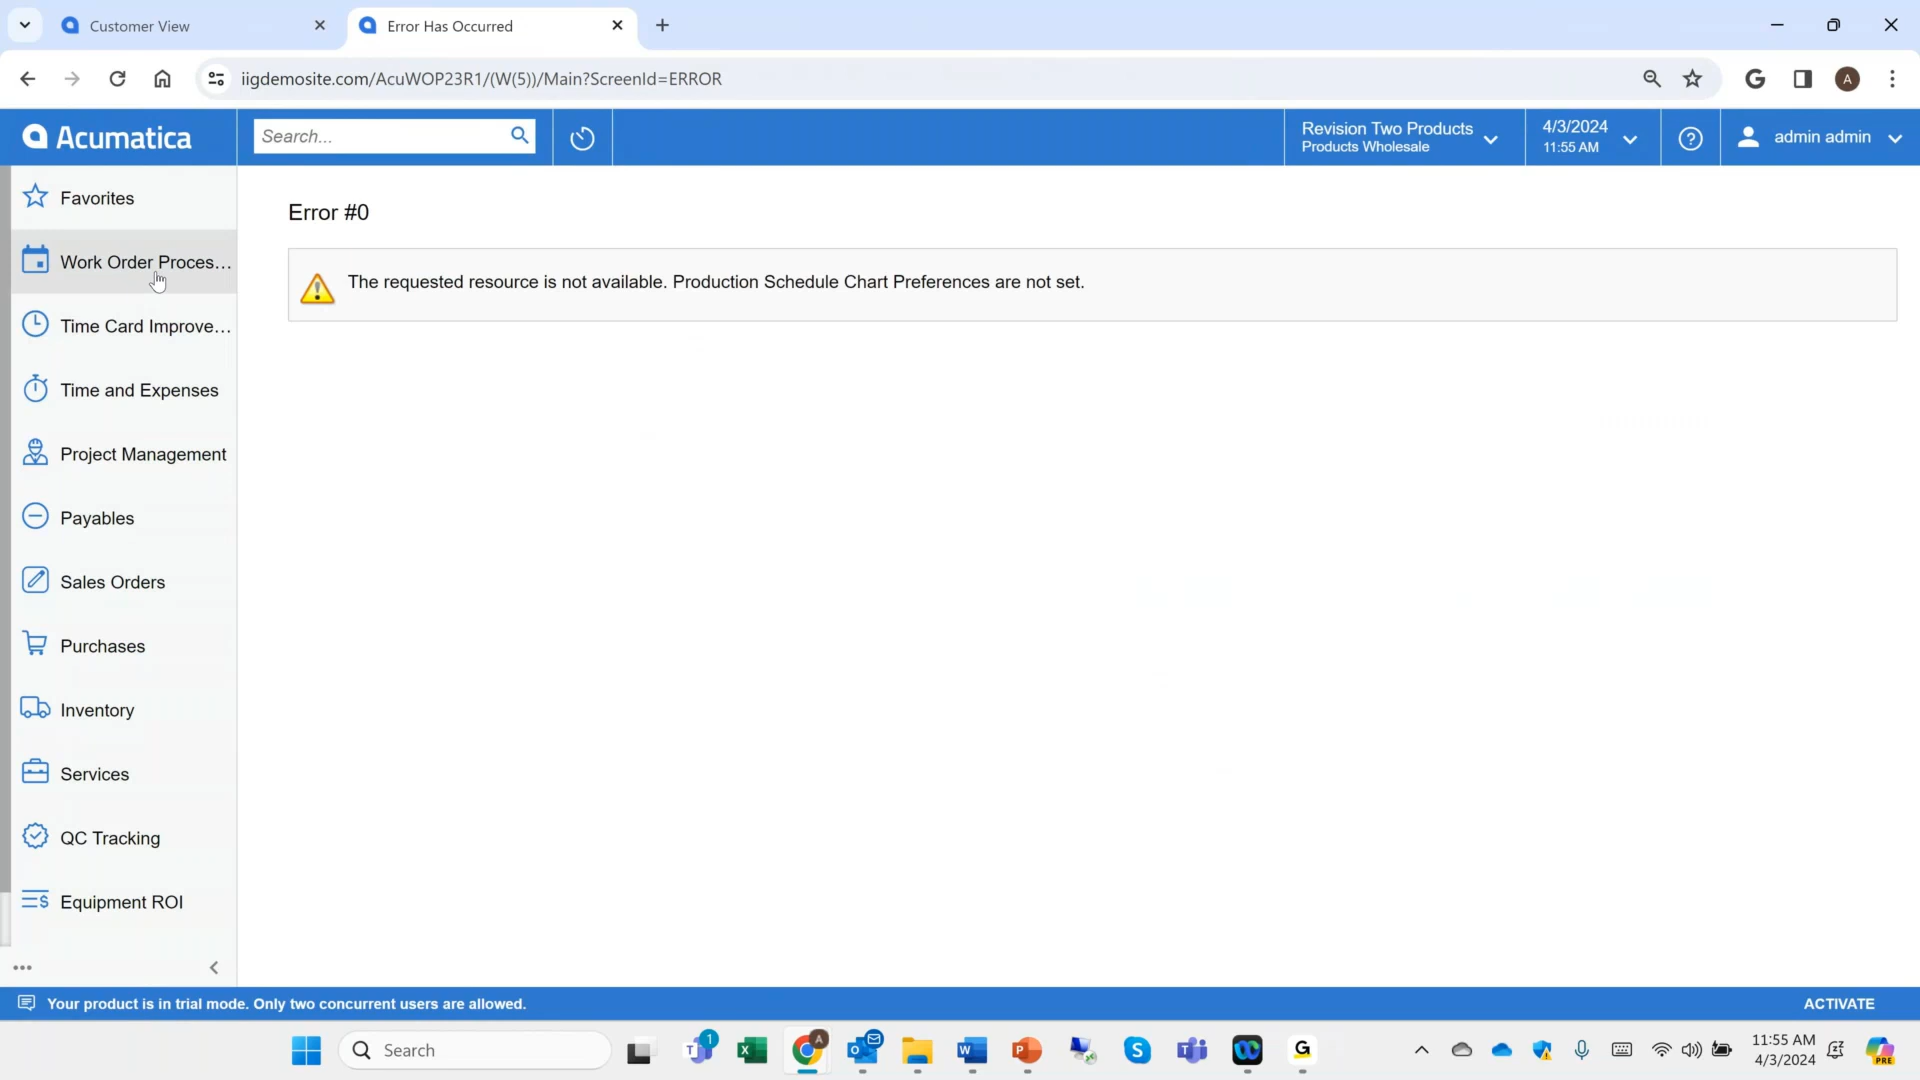 Customer View
Error Has Occurred
iigdemosite.com/AcuWOP23R1/(W(5))/Main?ScreenId=ERROR
A
Acumatica
Search...
Revision Two Products
Products Wholesale
4/3/2024
11:55 AM
admin admin
Favorites
Work Order Proces...
Time Card Improve...
Time and Expenses
Project Management
Payables
Sales Orders
Purchases
Inventory
Services
QC Tracking
Equipment ROI
Error #0
The requested resource is not available. Production Schedule Chart Preferences are not set.
Your product is in trial mode. Only two concurrent users are allowed.
ACTIVATE
Search
1
11:55 AM
4/3/2024
PRE